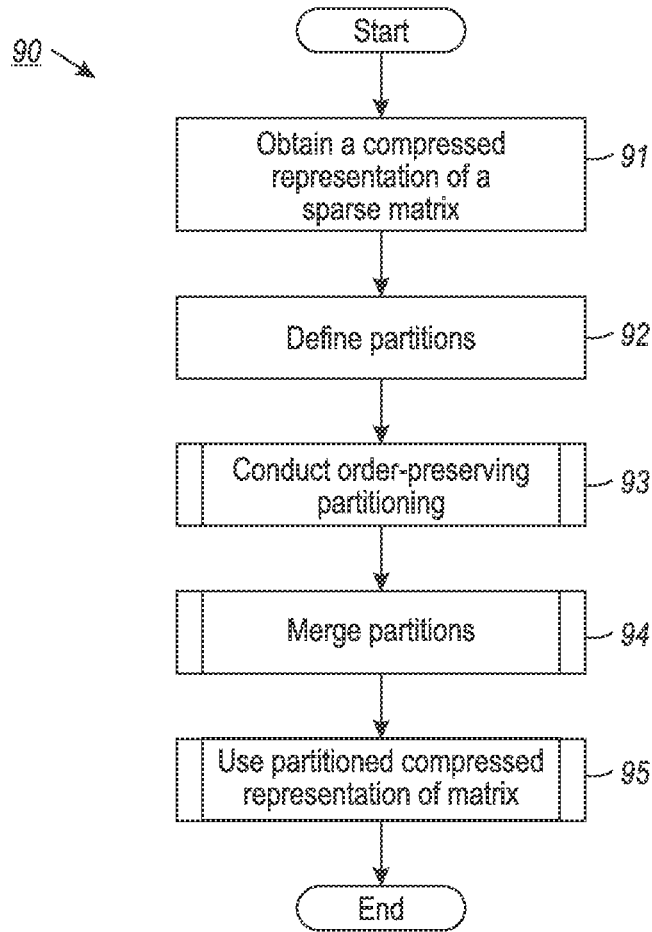 90
Start
Obtain a compressed
representation of a
sparse matrix
91
Define partitions
92
Conduct order-preserving
partitioning
93
Merge partitions
94
Use partitioned compressed
representation of matrix
95
End